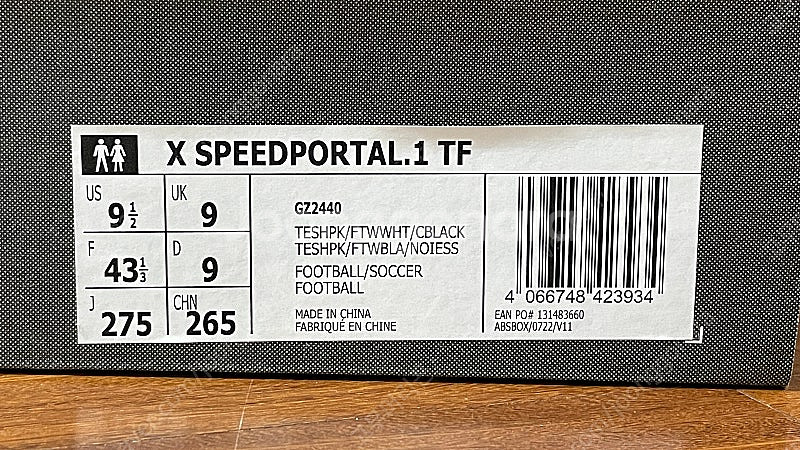 X SPEEDPORTAL.1 TF
US 9 1/2
UK 9
F 43 1/3
D 9
J 275
CHN 265
GZ2440
TESHPK/FTWWHT/CBLACK
TESHPK/FTWBLA/NOIESS
FOOTBALL/SOCCER
FOOTBALL
MADE IN CHINA
FABRIQUÉ EN CHINE
4 066748 423934
EAN PO# 131483660
ABSBOX/0722/V11